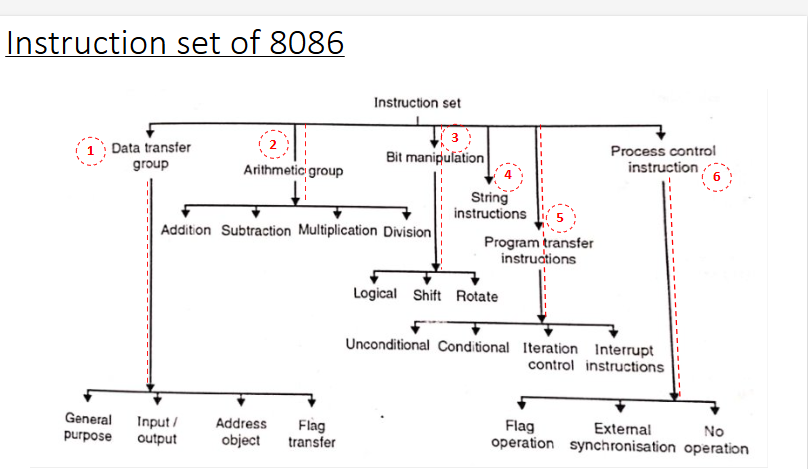 Instruction set of 8086
Instruction set
1
Data transfer
group
2
Arithmetic group
3
Bit manipulation
4
String
instructions
5
Program transfer
instructions
Process control
instruction
6
Addition Subtraction Multiplication Division
Logical Shift Rotate
Unconditional Conditional Iteration control Interrupt instructions
General
purpose
Input /
output
Address
object
Flag
transfer
Flag
operation
External
synchronisation
No
operation